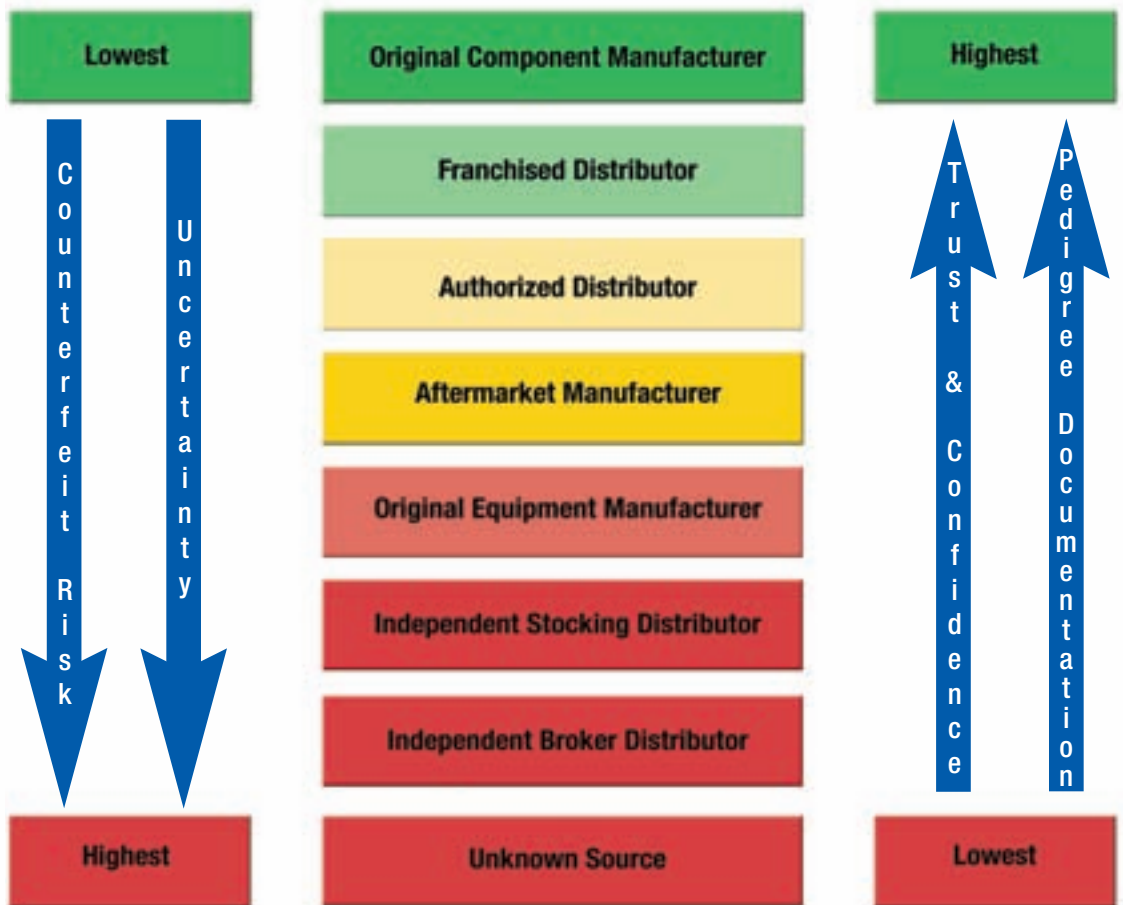 Lowest
Original Component Manufacturer
Highest
Counterfeit Risk
Uncertainty
Franchised Distributor
Authorized Distributor
Aftermarket Manufacturer
Original Equipment Manufacturer
Independent Stocking Distributor
Independent Broker Distributor
Trust & Confidence
Pedigree Documentation
Highest
Unknown Source
Lowest